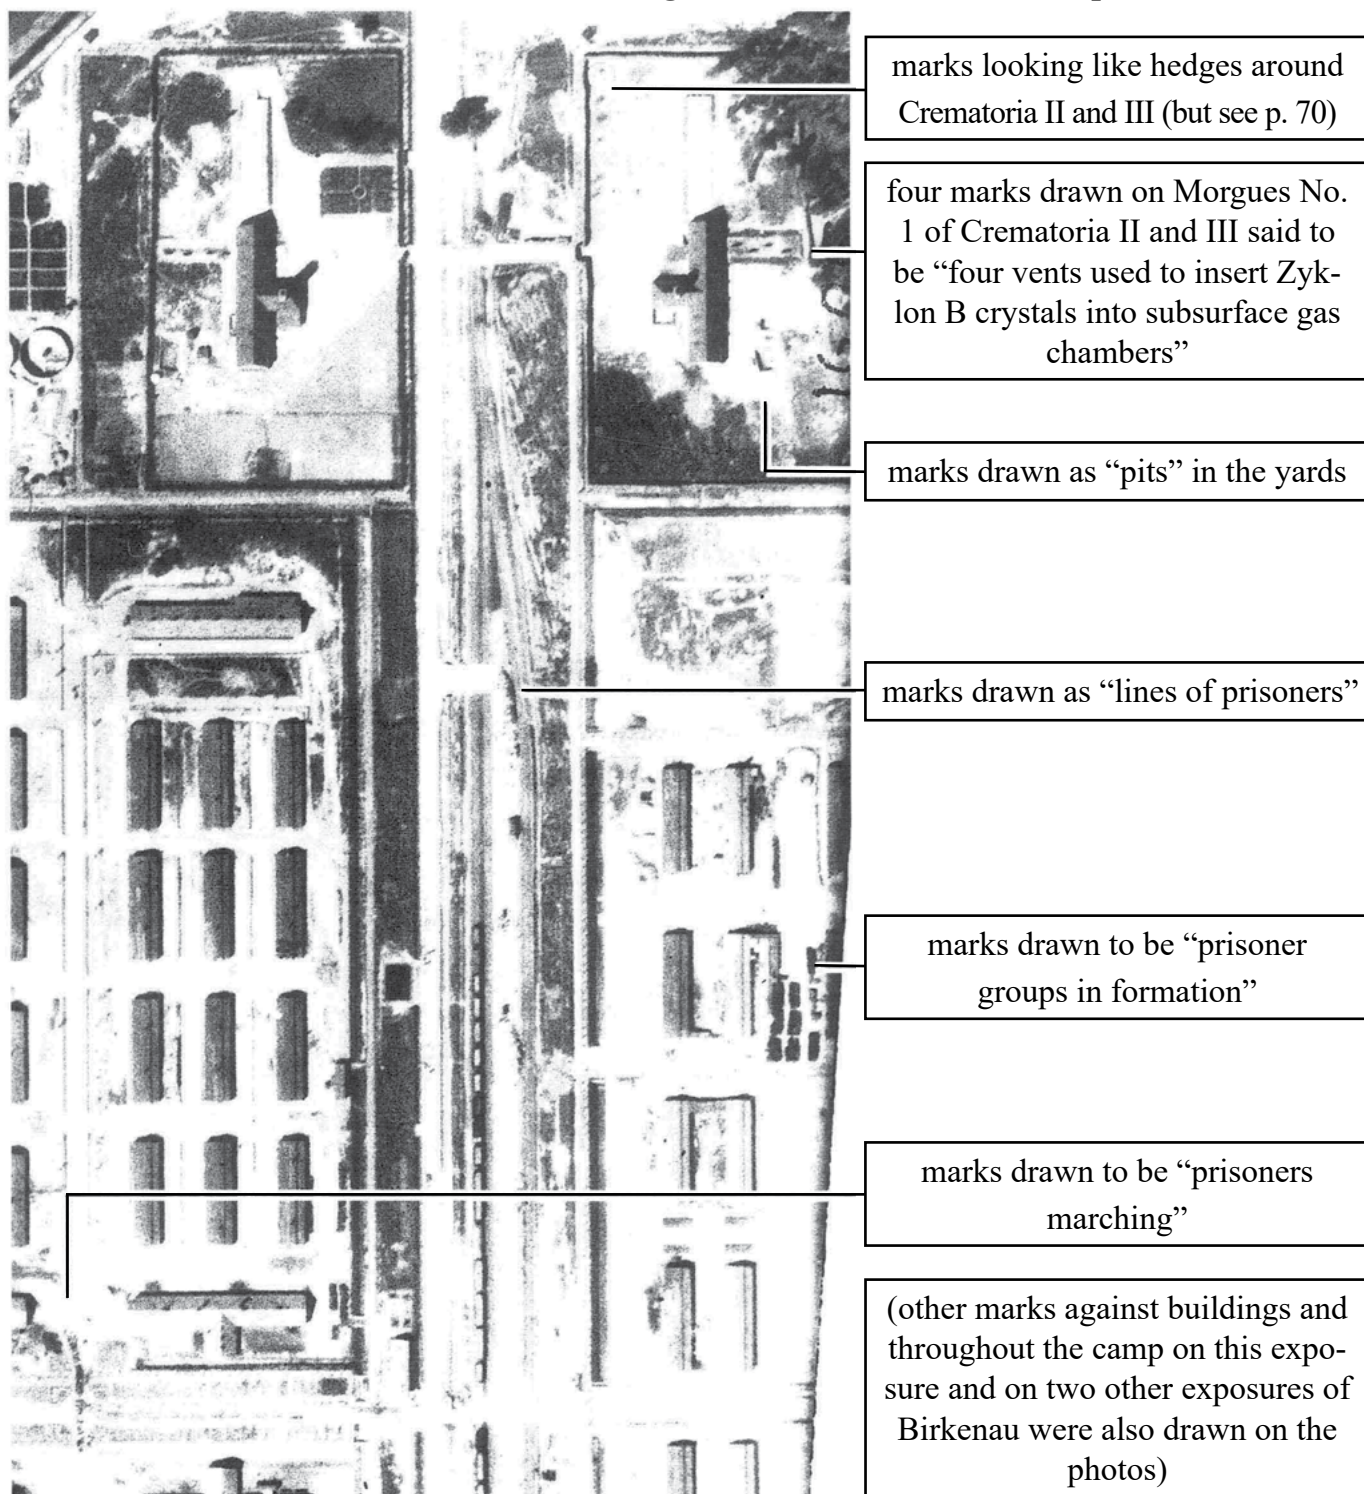 marks looking like hedges around
Crematoria II and III (but see p. 70)
four marks drawn on Morgues No.
1 of Crematoria II and III said to
be “four vents used to insert Zyk-
lon B crystals into subsurface gas
chambers”
marks drawn as “pits” in the yards
marks drawn as “lines of prisoners”
marks drawn to be “prisoner
groups in formation”
marks drawn to be “prisoners
marching”
(other marks against buildings and
throughout the camp on this expo-
sure and on two other exposures of
Birkenau were also drawn on the
photos)